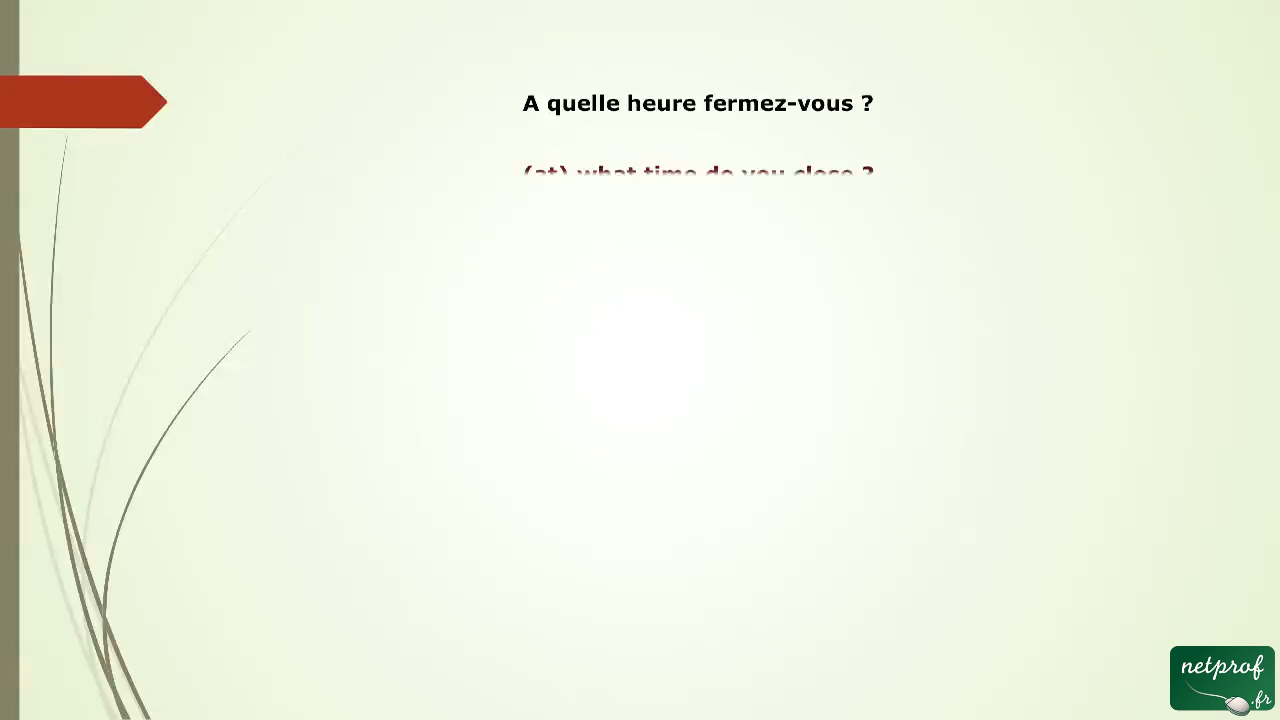 A quelle heure fermez-vous ?
(at) what time do you close ?
netprof
.fr